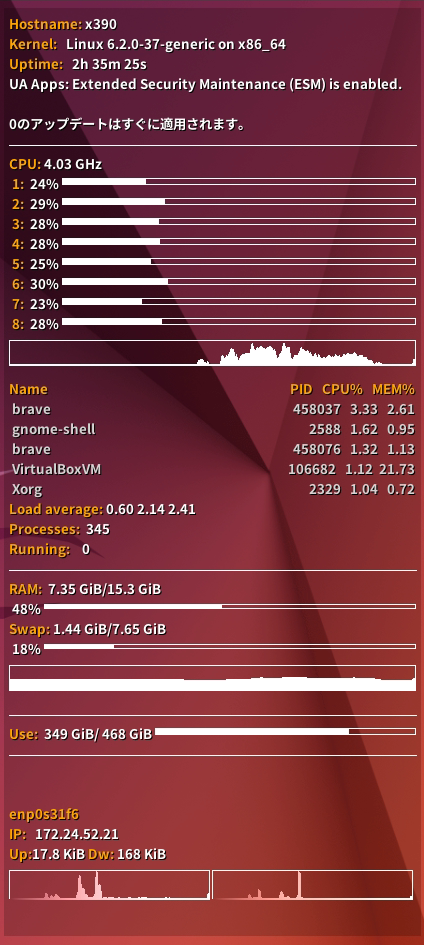 Hostname: x390
Kernel: Linux 6.2.0-37-generic on x86_64
Uptime: 2h 35m 25s
UA Apps: Extended Security Maintenance (ESM) is enabled.
0のアップデートはすぐに適用されます。
CPU: 4.03 GHz
1: 24%
2: 29%
3: 28%
4: 28%
5: 25%
6: 30%
7: 23%
8: 28%
Name PID CPU% MEM%
brave 458037 3.33 2.61
gnome-shell 2588 1.62 0.95
brave 458076 1.32 1.13
VirtualBoxVM 106682 1.12 21.73
Xorg 2329 1.04 0.72
Load average: 0.60 2.14 2.41
Processes: 345
Running: 0
RAM: 7.35 GiB/15.3 GiB
48%
Swap: 1.44 GiB/7.65 GiB
18%
Use: 349 GiB/ 468 GiB
enp0s31f6
IP: 172.24.52.21
Up:17.8 KiB Dw: 168 KiB